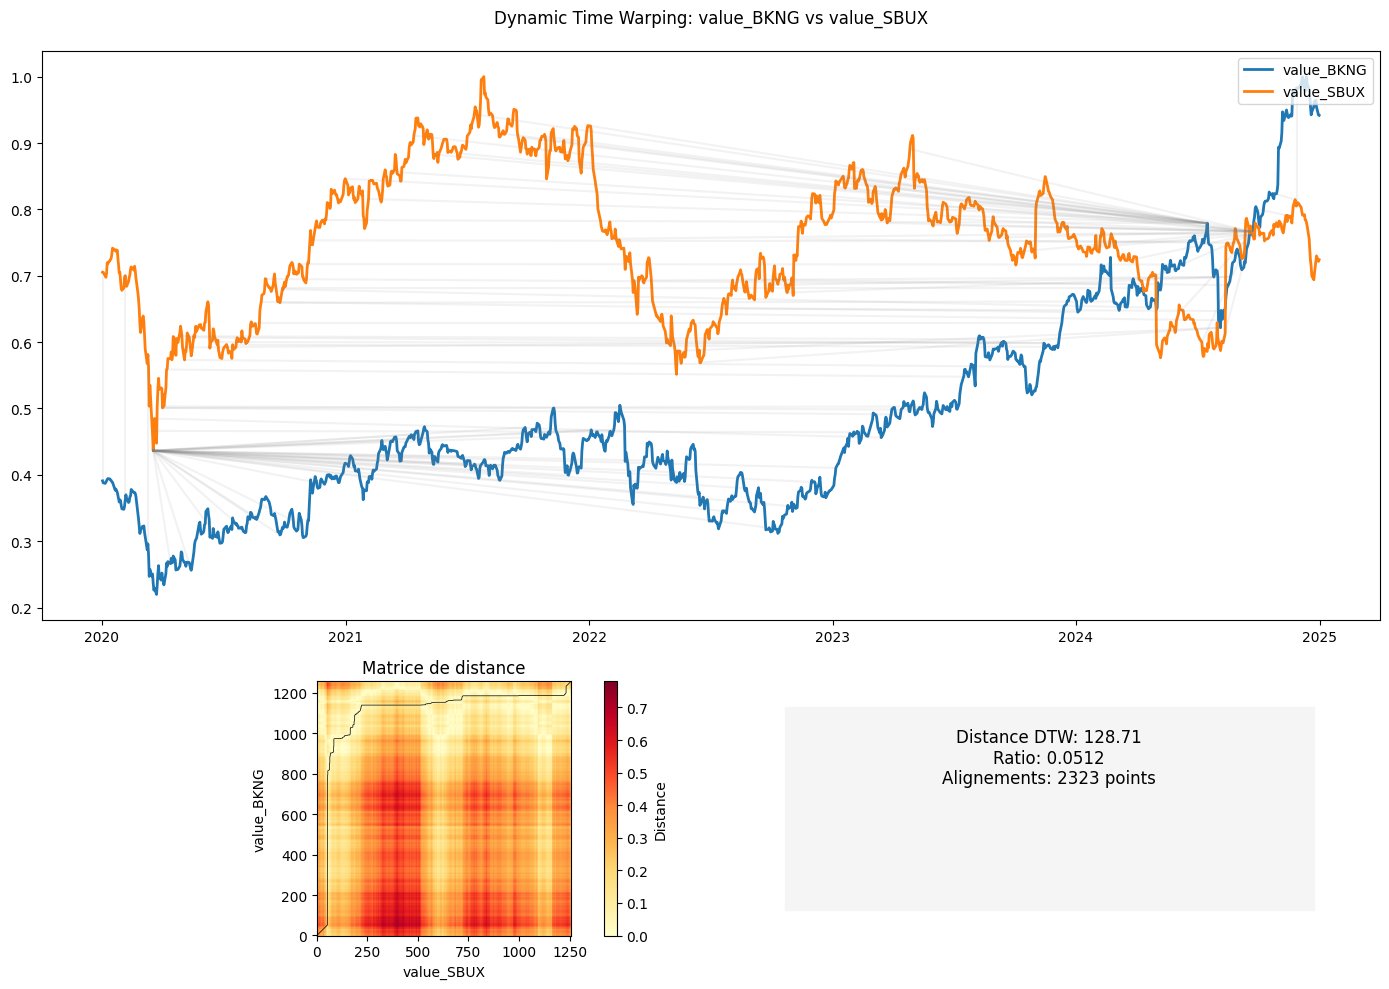 Dynamic Time Warping: value_BKNG vs value_SBUX
value_BKNG
value_SBUX
1.0
0.9
0.8
0.7
0.6
0.5
0.4
0.3
0.2
2020 2021 2022 2023 2024 2025
Matrice de distance
value_BKNG
1200
1000
800
600
400
200
0
0 250 500 750 1000 1250
value_SBUX
0.7
0.6
0.5
0.4
0.3
0.2
0.1
0.0
Distance
Distance DTW: 128.71
Ratio: 0.0512
Alignements: 2323 points